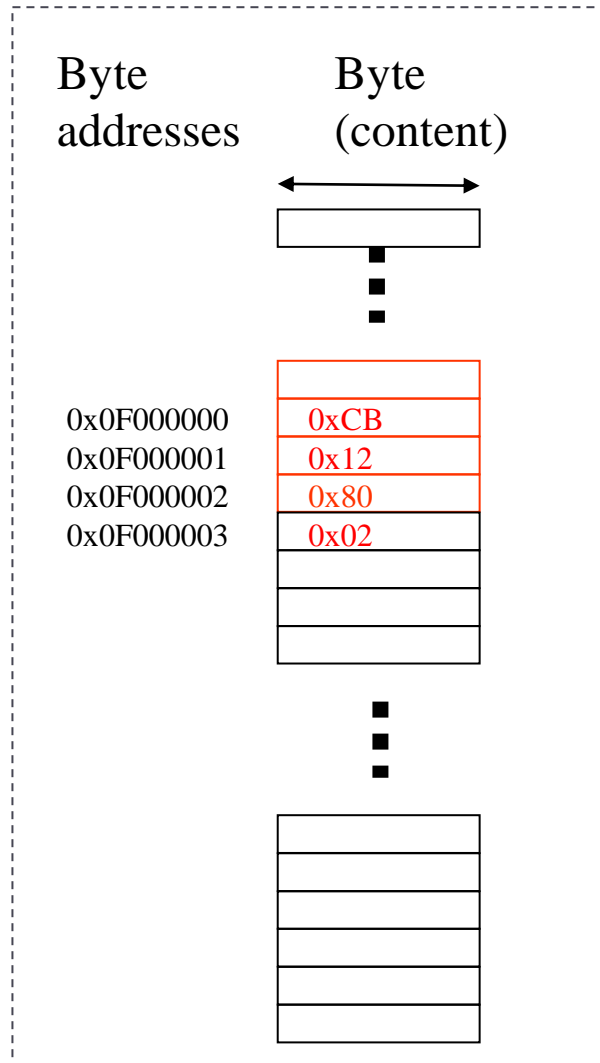 Byte addresses
Byte (content)
0x0F000000 0xCB
0x0F000001 0x12
0x0F000002 0x80
0x0F000003 0x02